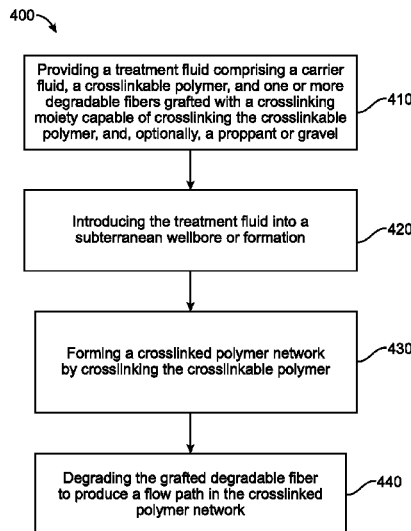 400
Providing a treatment fluid comprising a carrier
fluid, a crosslinkable polymer, and one or more
degradable fibers grafted with a crosslinking
moiety capable of crosslinking the crosslinkable
polymer, and, optionally, a proppant or gravel
410
Introducing the treatment fluid into a
subterranean wellbore or formation
420
Forming a crosslinked polymer network
by crosslinking the crosslinkable polymer
430
Degrading the grafted degradable fiber
to produce a flow path in the crosslinked
polymer network
440